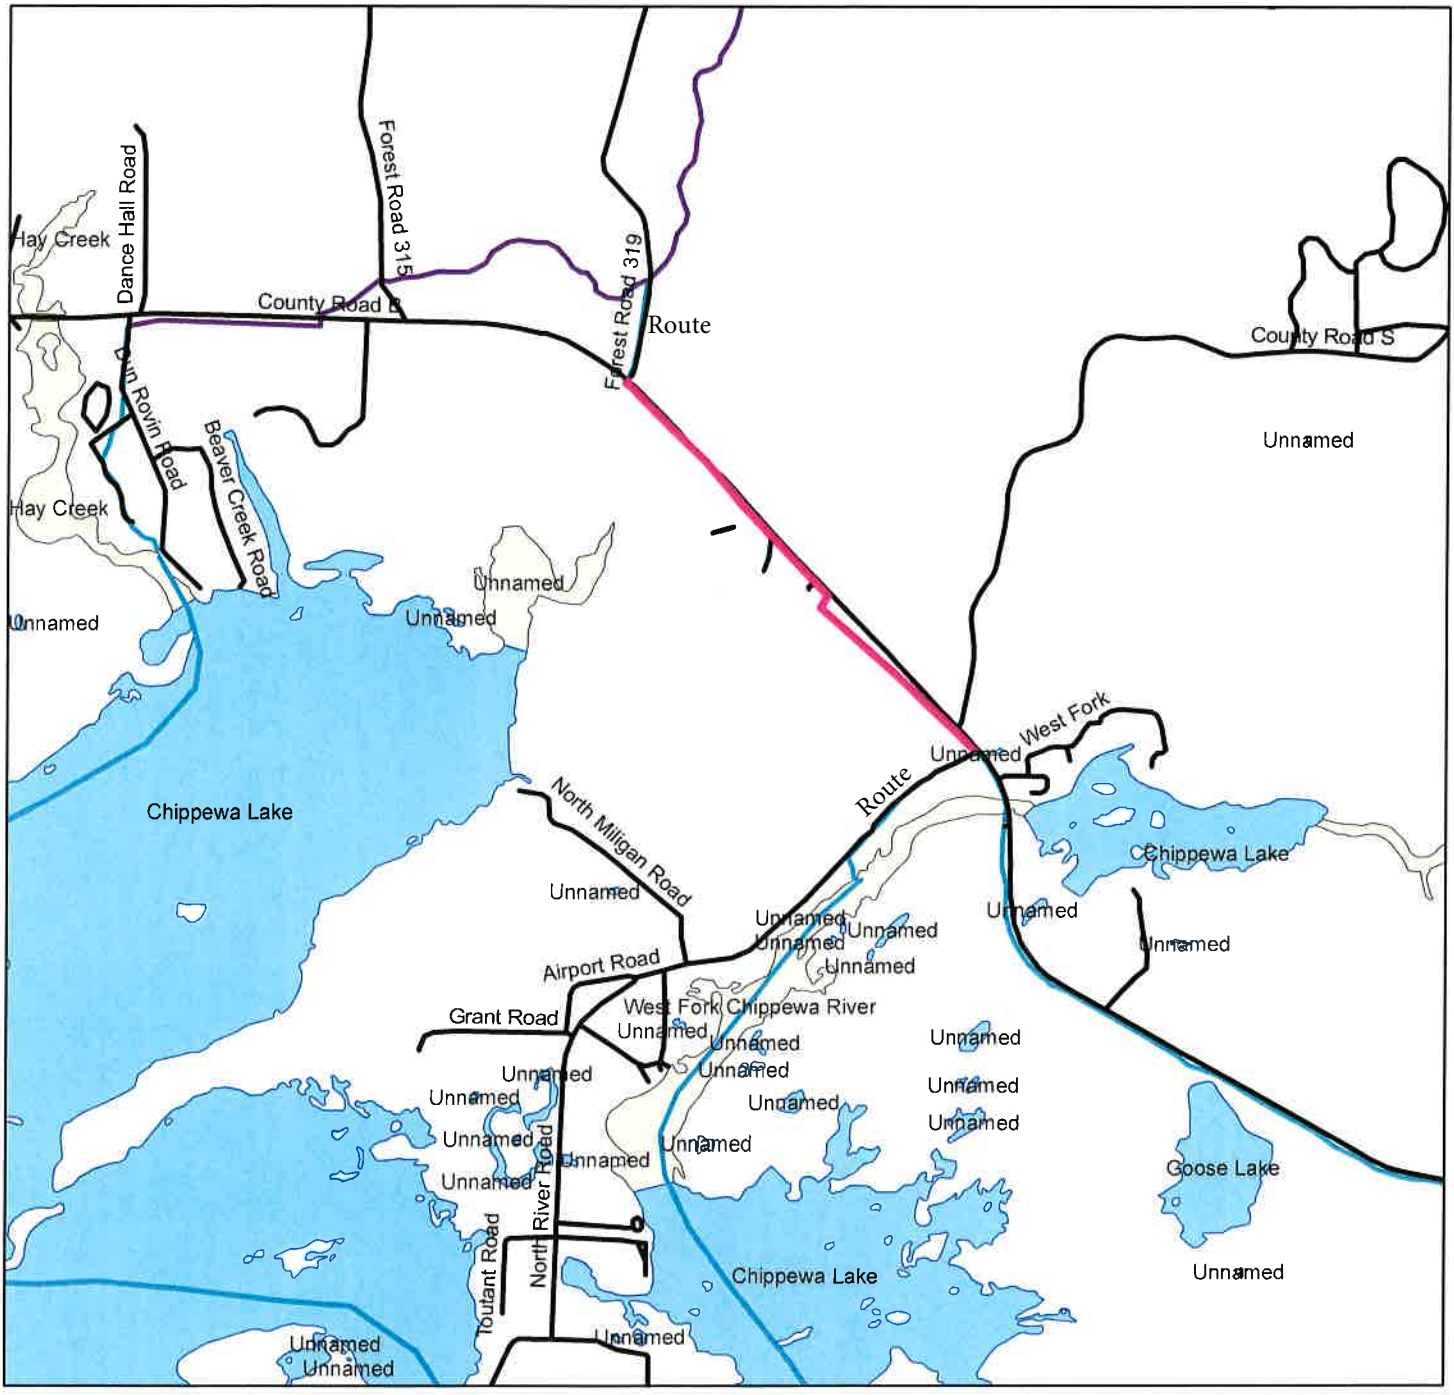 Dance Hall Road
Forest Road 315
Hay Creek
Forest Road 319
County Road B
Route
County Road S
Unnamed
Dun Rovin Road
Beaver Creek Road
Hay Creek
Unnamed
Unnamed
Unnamed
West Fork
Unnamed
Route
Chippewa Lake
North Miligan Road
Chippewa Lake
Unnamed
Unnamed
Unnamed
Unnamed
Unnamed
Unnamed
Unnamed
Airport Road
West Fork Chippewa River
Grant Road
Unnamed
Unnamed
Unnamed
Unnamed
Unnamed
Unnamed
Unnamed
Unnamed
Unnamed
Unnamed
Unnamed
Unnamed
Unnamed
Goose Lake
Unnamed
North River Road
Toutant Road
Chippewa Lake
Unnamed
Unnamed
Unnamed
Unnamed